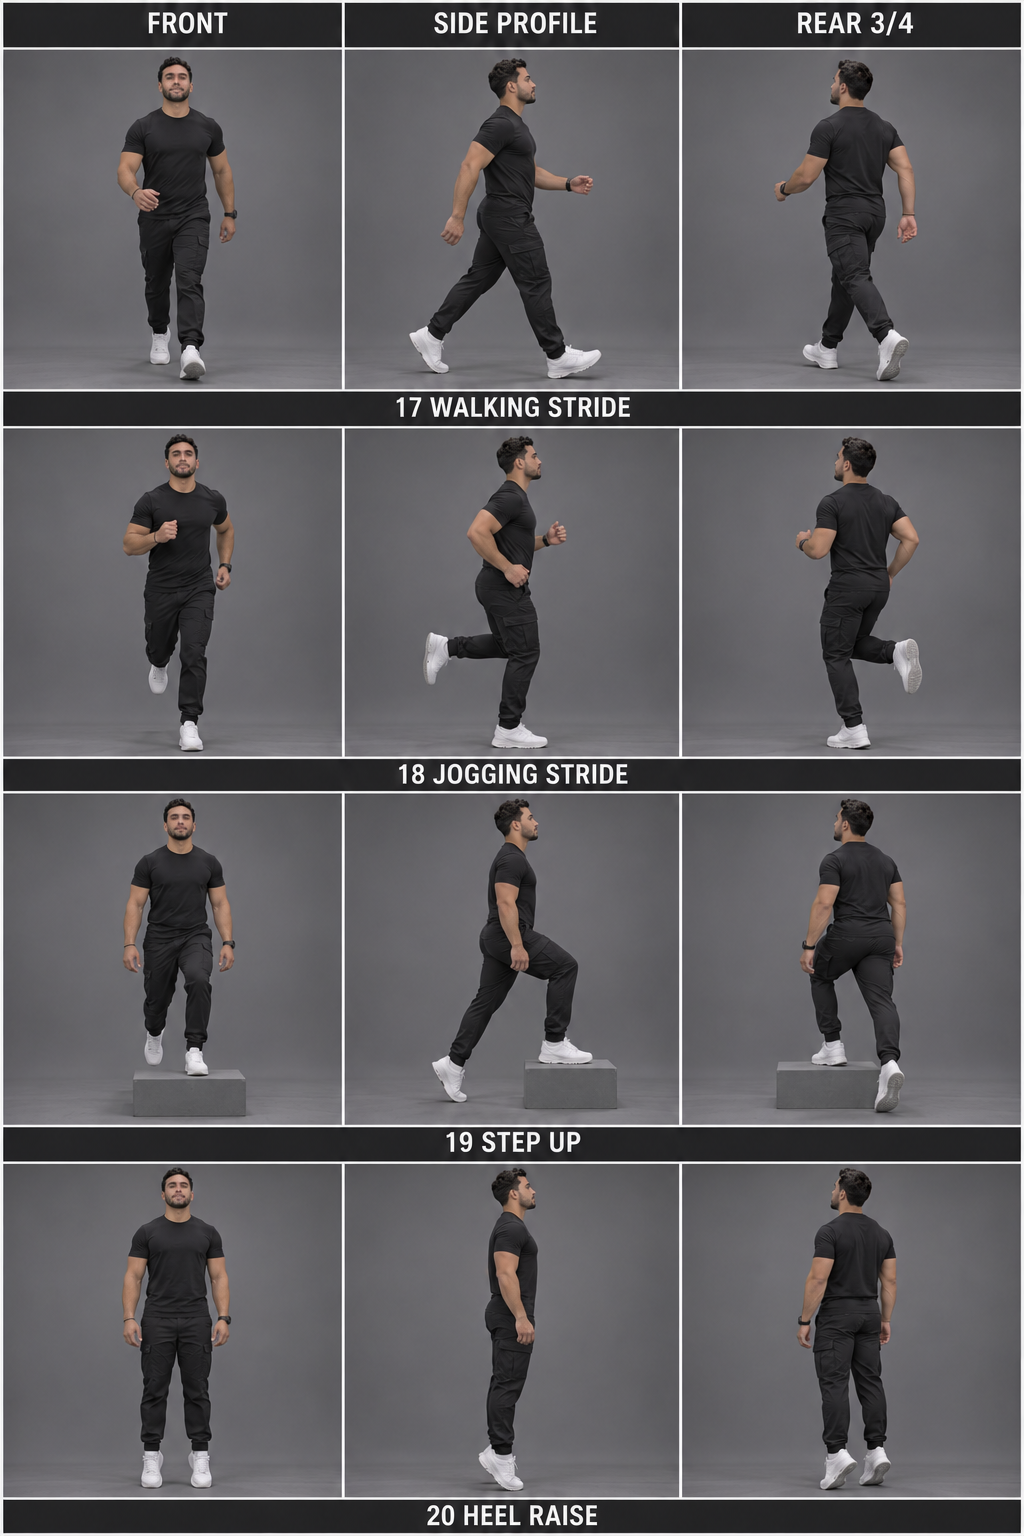 FRONT
SIDE PROFILE
REAR 3/4
17 WALKING STRIDE
18 JOGGING STRIDE
19 STEP UP
20 HEEL RAISE